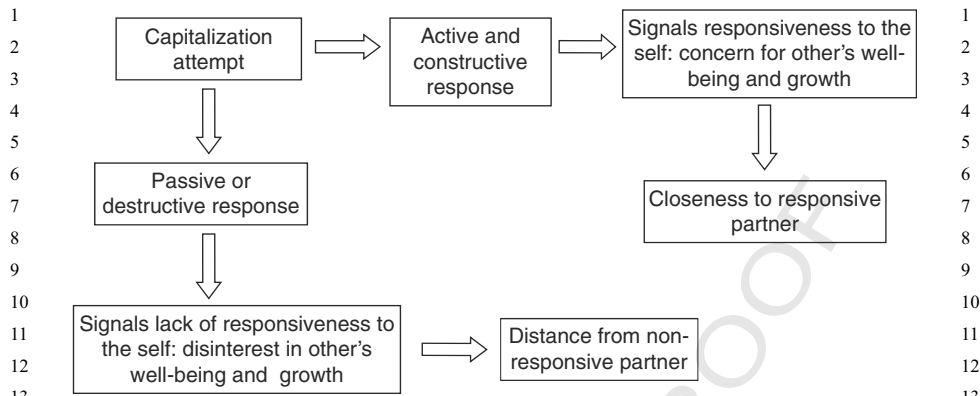 1
2
3
4
5
6
7
8
9
10
11
12
13
Capitalization
attempt
Active and
constructive
response
Signals responsiveness to the
self: concern for other's well-
being and growth
Passive or
destructive response
Closeness to responsive
partner
Signals lack of responsiveness to
the self: disinterest in other's
well-being and growth
Distance from non-
responsive partner
PROOF
1
2
3
4
5
6
7
8
9
10
11
12
13